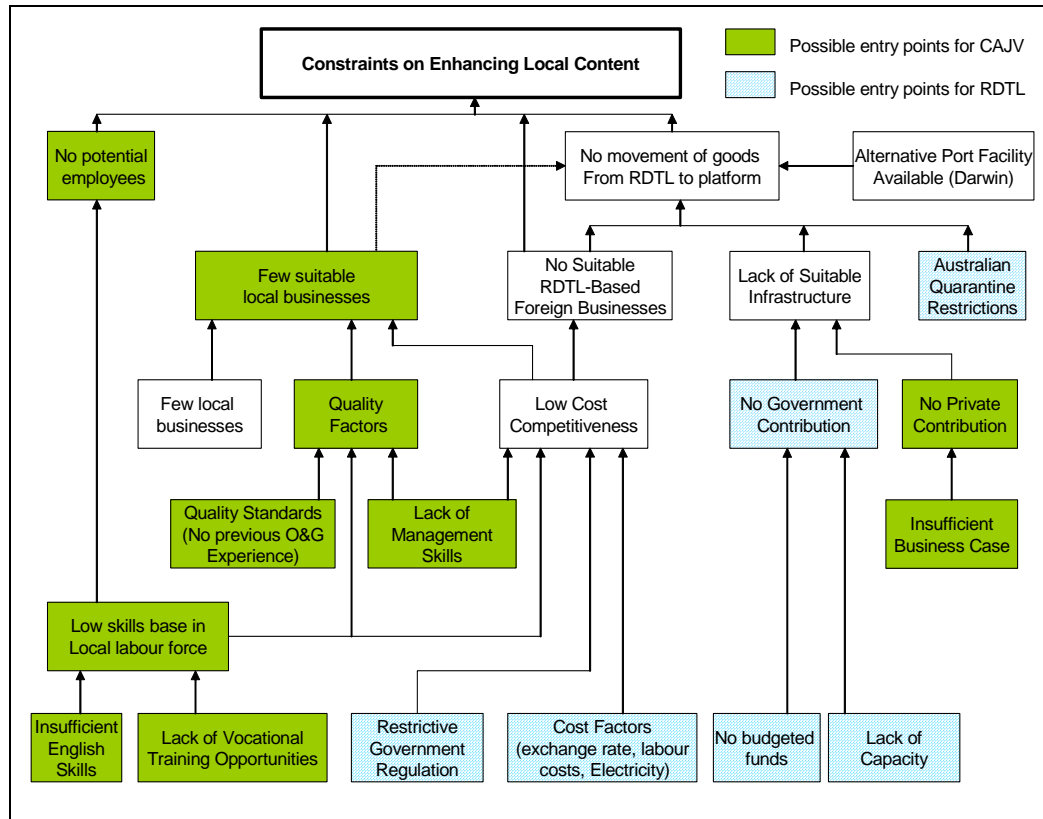 Constraints on Enhancing Local Content
Possible entry points for CAJV
Possible entry points for RDTL
No potential
employees
No movement of goods
From RDTL to platform
Alternative Port Facility
Available (Darwin)
Few suitable
local businesses
No Suitable
RDTL-Based
Foreign Businesses
Lack of Suitable
Infrastructure
Australian
Quarantine
Restrictions
Few local
businesses
Quality
Factors
Low Cost
Competitiveness
No Government
Contribution
No Private
Contribution
Quality Standards
(No previous O&G
Experience)
Lack of
Management
Skills
Insufficient
Business Case
Low skills base in
Local labour force
Insufficient
English
Skills
Lack of Vocational
Training Opportunities
Restrictive
Government
Regulation
Cost Factors
(exchange rate, labour
costs, Electricity)
No budgeted
funds
Lack of
Capacity